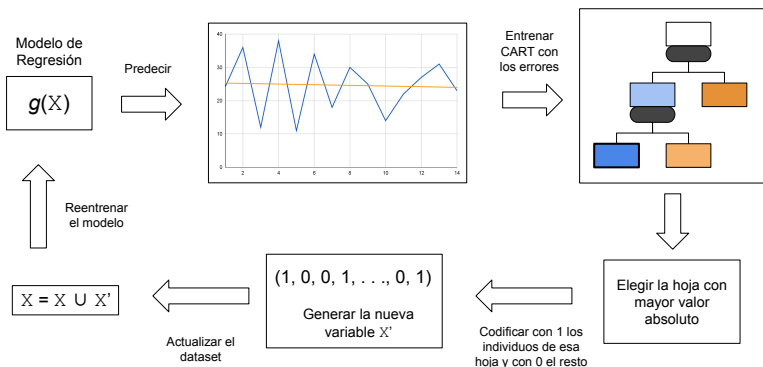 Modelo de
Regresión
g(X)
Predecir
40
30
20
10
0
2
4
6
8
10
12
14
Entrenar
CART con
los errores
Elegir la hoja con
mayor valor
absoluto
Codificar con 1 los
individuos de esa
hoja y con 0 el resto
(1, 0, 0, 1, . . ., 0, 1)
Generar la nueva
variable X'
Actualizar el
dataset
X = X ∪ X'
Reentrenar
el modelo